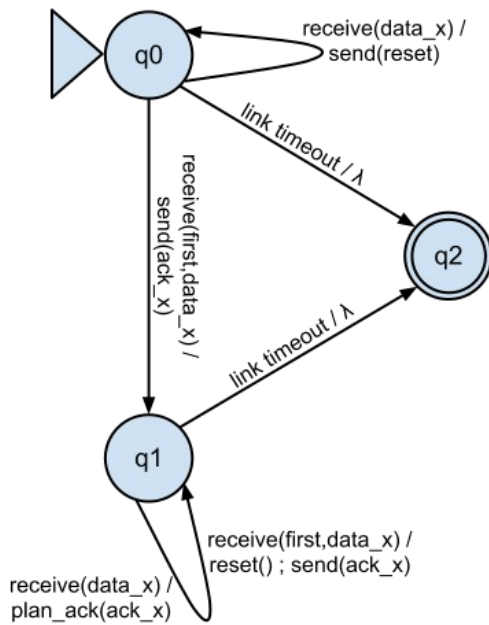 q0
receive(data_x) /
send(reset)
link timeout / λ
receive(first,data_x) /
send(ack_x)
q2
link timeout / λ
q1
receive(first,data_x) /
reset() ; send(ack_x)
receive(data_x) /
plan_ack(ack_x)